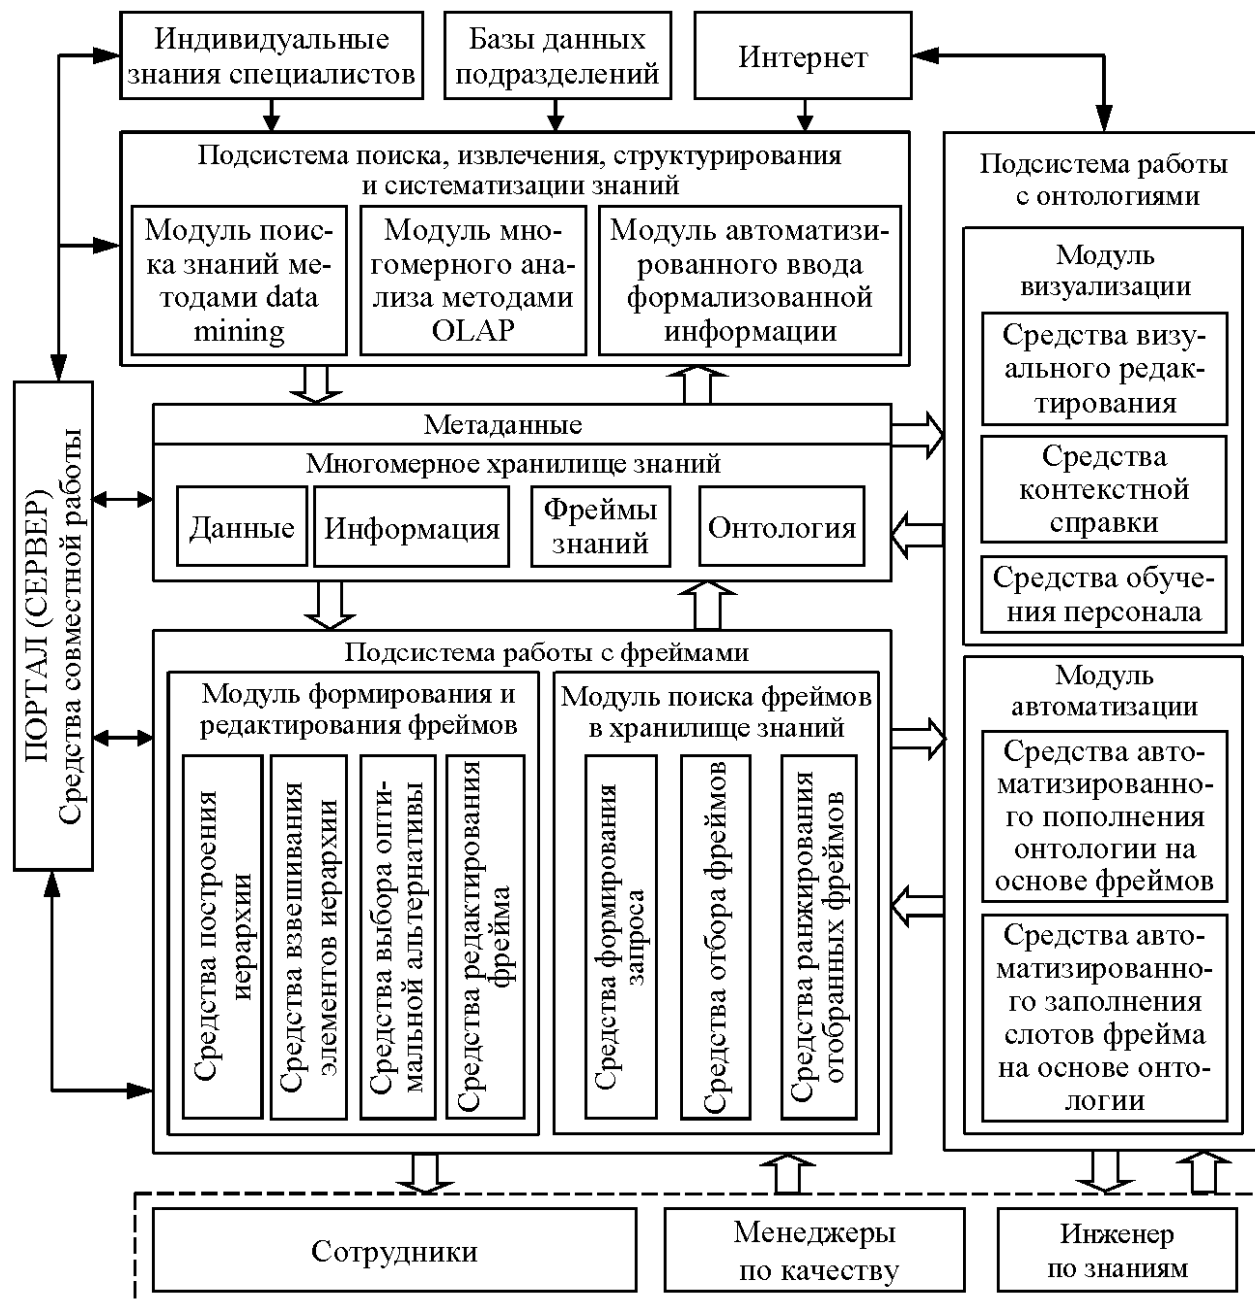 Индивидуальные
знания специалистов
Базы данных
подразделений
Интернет
Подсистема поиска, извлечения, структурирования
и систематизации знаний
Модуль поис-
ка знаний ме-
тодами data
mining
Модуль мно-
гомерного ана-
лиза методами
OLAP
Модуль автоматизи-
рованного ввода
формализованной
информации
Подсистема работы
с онтологиями
Модуль
визуализации
Средства визу-
ального редак-
тирования
Средства
контекстной
справки
Средства обуче-
ния персонала
Модуль
автоматизации
Средства авто-
матизированно-
го пополнения
онтологии на
основе фреймов
Средства авто-
матизированно-
го заполнения
слотов фрейма
на основе онто-
логии
ПОРТАЛ (СЕРВЕР)
Средства совместной работы
Метаданные
Многомерное хранилище знаний
Данные
Информация
Фреймы
знаний
Онтология
Подсистема работы с фреймами
Модуль формирования и
редактирования фреймов
Средства построения
иерархии
Средства взвешивания
элементов иерархии
Средства выбора опти-
мальной альтернативы
Средства редактирования
фрейма
Модуль поиска фреймов
в хранилище знаний
Средства формирования
запроса
Средства отбора фреймов
Средства ранжирования
отобранных фреймов
Сотрудники
Менеджеры
по качеству
Инженер
по знаниям